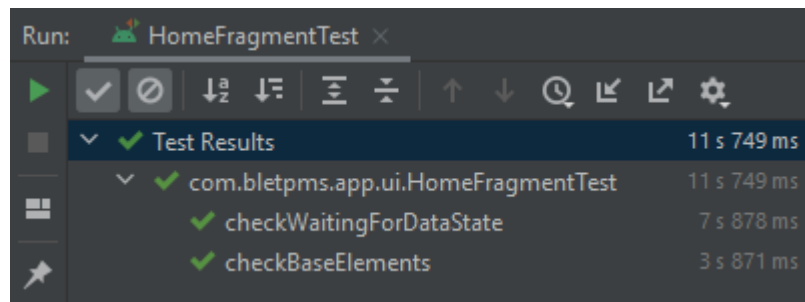 Run: HomeFragmentTest
Test Results 11 s 749 ms
com.bletpms.app.ui.HomeFragmentTest 11 s 749 ms
checkWaitingForDataState 7 s 878 ms
checkBaseElements 3 s 871 ms